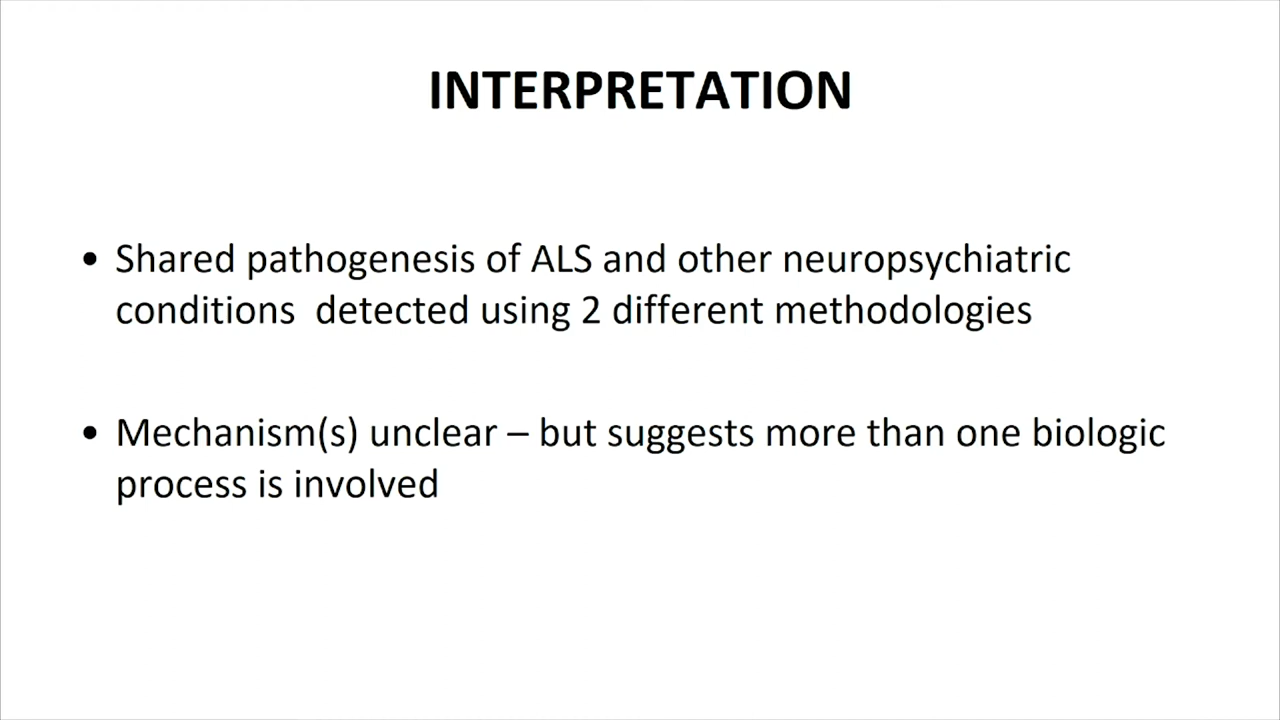 INTERPRETATION
• Shared pathogenesis of ALS and other neuropsychiatric
conditions  detected using 2 different methodologies
• Mechanism(s) unclear – but suggests more than one biologic
process is involved